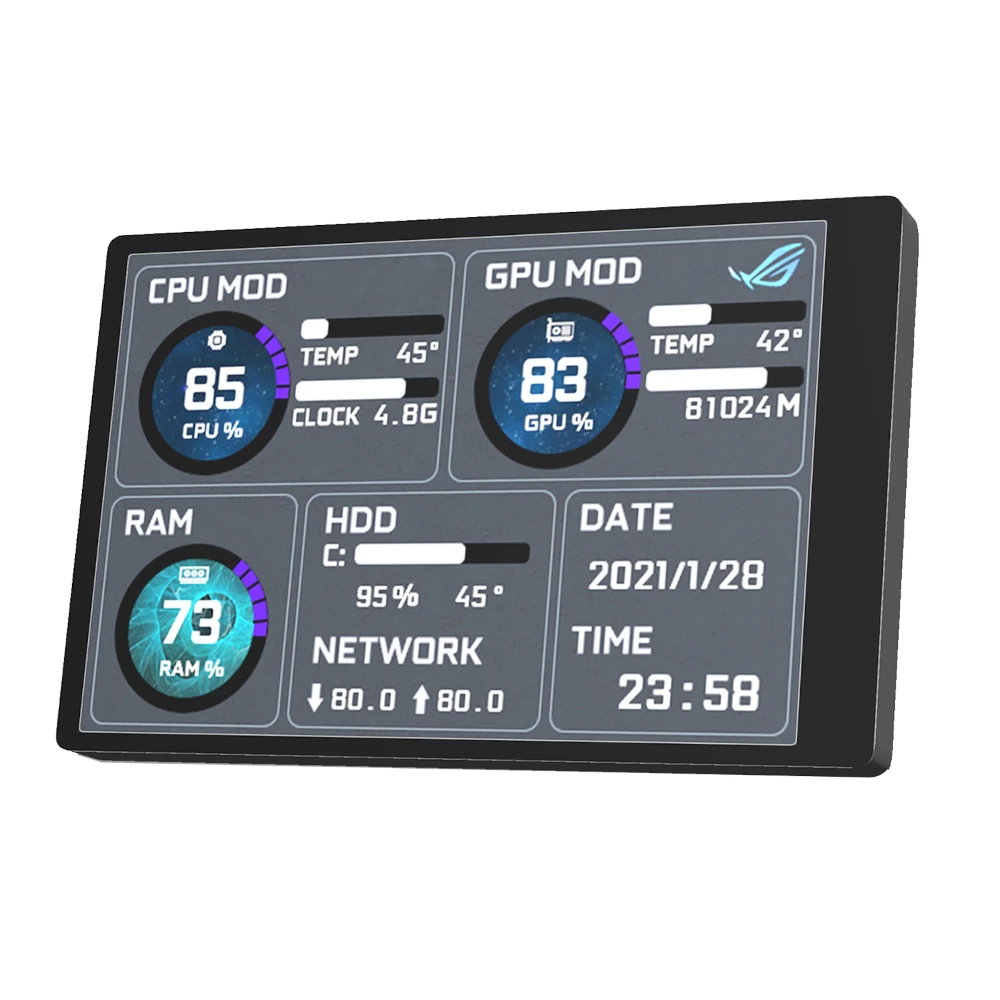 CPU MOD
85
CPU %
TEMP 45°
CLOCK 4.8G
GPU MOD
83
GPU %
TEMP 42°
81024M
RAM
73
RAM %
HDD
C:
95% 45°
NETWORK
80.0 80.0
DATE
2021/1/28
TIME
23:58